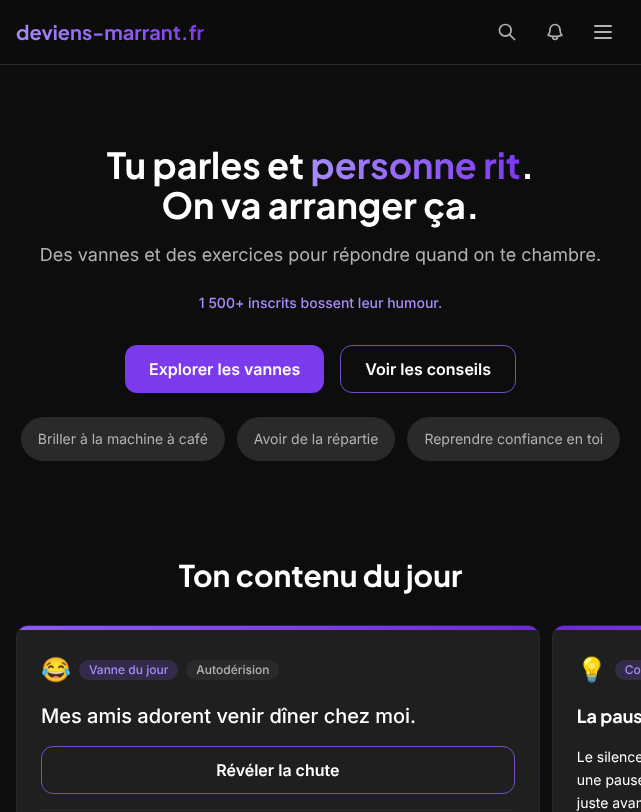 deviens-marrant.fr
Tu parles et personne rit.
On va arranger ça.
Des vannes et des exercices pour répondre quand on te chambre.
1 500+ inscrits bossent leur humour.
Explorer les vannes
Voir les conseils
Briller à la machine à café
Avoir de la répartie
Reprendre confiance en toi
Ton contenu du jour
Vanne du jour
Autodérision
Mes amis adorent venir dîner chez moi.
Révéler la chute
Co
La paus
Le silence
une pause
juste avan